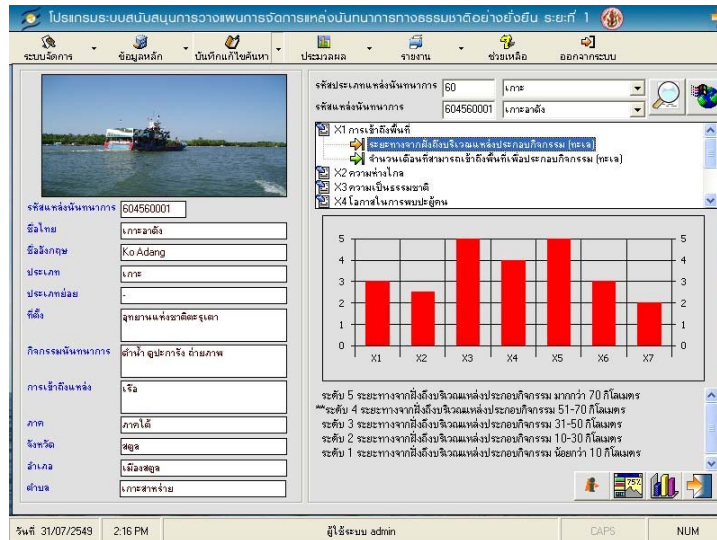 โปรแกรมระบบสนับสนุนการวางแผนการจัดการแหล่งนันทนาการทางธรรมชาติอย่างยั่งยืน ระยะที่ 1
ระบบจัดการ ข้อมูลหลัก บันทึกแก้ไขค้นหา ประมวลผล รายงาน ช่วยเหลือ ออกจากระบบ
รหัสประเภทแหล่งนันทนาการ 60 เกาะ
รหัสแหล่งนันทนาการ 604560001 เกาะอาดัง
X1 การเข้าถึงพื้นที่
ระยะทางจากฝั่งถึงบริเวณแหล่งประกอบกิจกรรม (ทะเล)
จำนวนเดือนที่สามารถเข้าถึงพื้นที่เพื่อประกอบกิจกรรม (ทะเล)
X2 ความห่างไกล
X3 ความเป็นธรรมชาติ
X4 โอกาสในการพบปะผู้คน
รหัสแหล่งนันทนาการ 604560001
ชื่อไทย เกาะอาดัง
ชื่ออังกฤษ Ko Adang
ประเภท เกาะ
ประเภทย่อย -
ที่ตั้ง อุทยานแห่งชาติตะรุเตา
กิจกรรมนันทนาการ ดำน้ำ ดูปะการัง ถ่ายภาพ
การเข้าถึงแหล่ง เรือ
ภาค ภาคใต้
จังหวัด สตูล
อำเภอ เมืองสตูล
ตำบล เกาะสาหร่าย
5 5
4 4
3 3
2 2
1 1
0 0
X1 X2 X3 X4 X5 X6 X7
ระดับ 5 ระยะทางจากฝั่งถึงบริเวณแหล่งประกอบกิจกรรม มากกว่า 70 กิโลเมตร
**ระดับ 4 ระยะทางจากฝั่งถึงบริเวณแหล่งประกอบกิจกรรม 51-70 กิโลเมตร
ระดับ 3 ระยะทางจากฝั่งถึงบริเวณแหล่งประกอบกิจกรรม 31-50 กิโลเมตร
ระดับ 2 ระยะทางจากฝั่งถึงบริเวณแหล่งประกอบกิจกรรม 10-30 กิโลเมตร
ระดับ 1 ระยะทางจากฝั่งถึงบริเวณแหล่งประกอบกิจกรรม น้อยกว่า 10 กิโลเมตร
75%
วันที่ 31/07/2549 2:16 PM ผู้ใช้ระบบ admin CAPS NUM